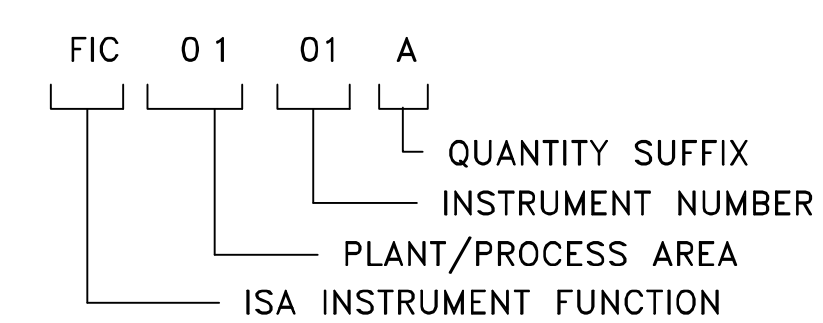 FIC 01 01 A
QUANTITY SUFFIX
INSTRUMENT NUMBER
PLANT/PROCESS AREA
ISA INSTRUMENT FUNCTION